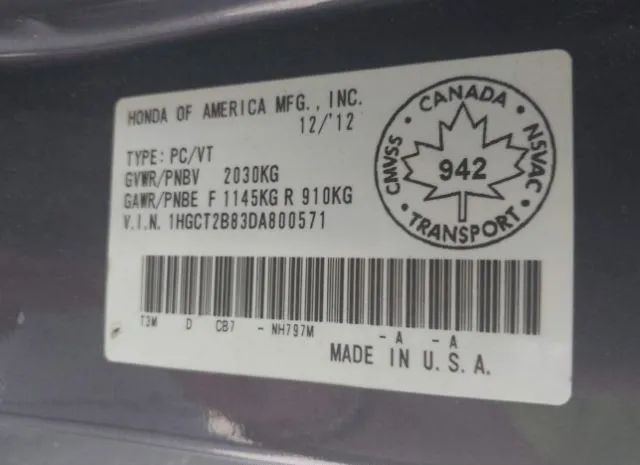 HONDA OF AMERICA MFG., INC.
12/'12
TYPE: PC/VT
GVWR/PNBV 2030KG
GAWR/PNBE F 1145KG R 910KG
V.I.N. 1HGCT2B83DA800571
CANADA
CMVSS
942
NSVAC
TRANSPORT
T3M D CB7 - NH797M - A - A
MADE IN U.S.A.